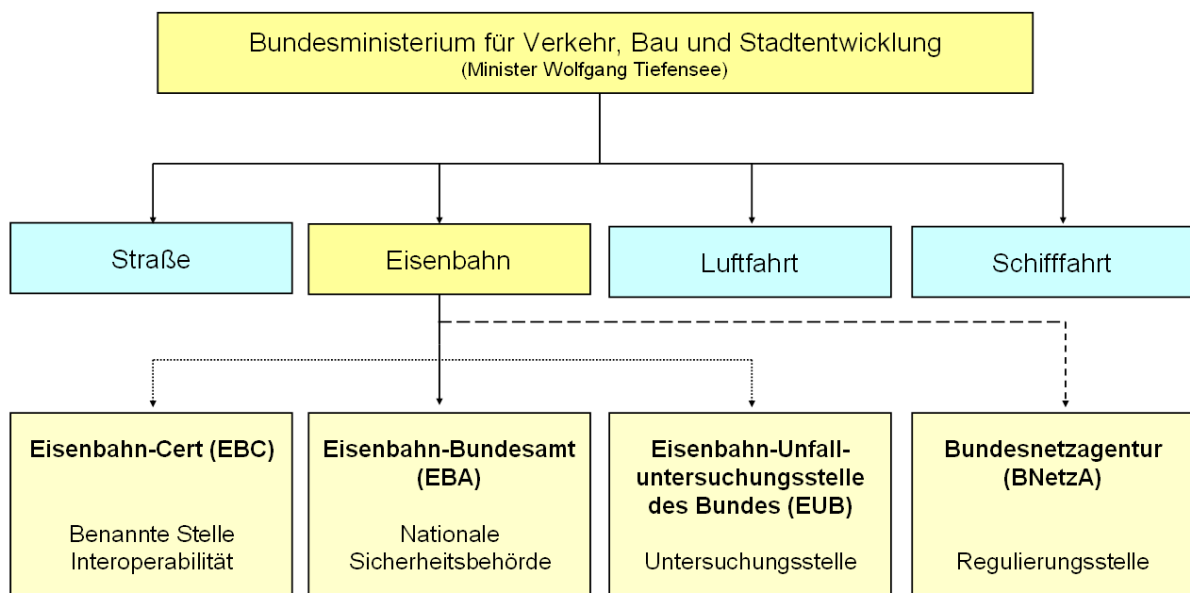 Bundesministerium für Verkehr, Bau und Stadtentwicklung
(Minister Wolfgang Tiefensee)
Straße
Eisenbahn
Luftfahrt
Schifffahrt
Eisenbahn-Cert (EBC)
Benannte Stelle
Interoperabilität
Eisenbahn-Bundesamt
(EBA)
Nationale
Sicherheitsbehörde
Eisenbahn-Unfall-
untersuchungsstelle
des Bundes (EUB)
Untersuchungsstelle
Bundesnetzagentur
(BNetzA)
Regulierungsstelle